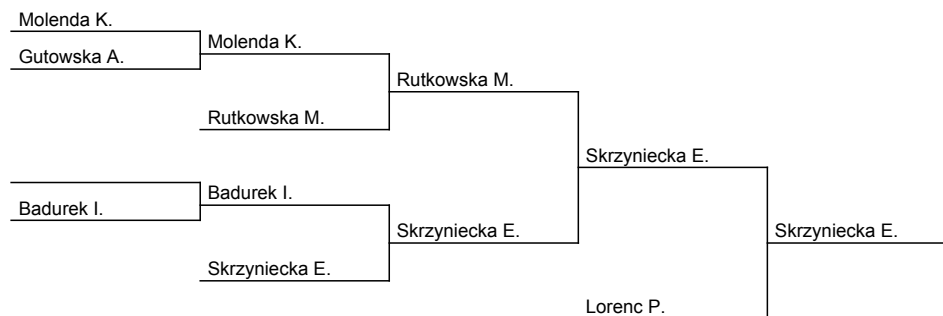 Molenda K.
Gutowska A.
Molenda K.
Rutkowska M.
Rutkowska M.
Badurek I.
Badurek I.
Skrzyniecka E.
Skrzyniecka E.
Skrzyniecka E.
Lorenc P.
Skrzyniecka E.